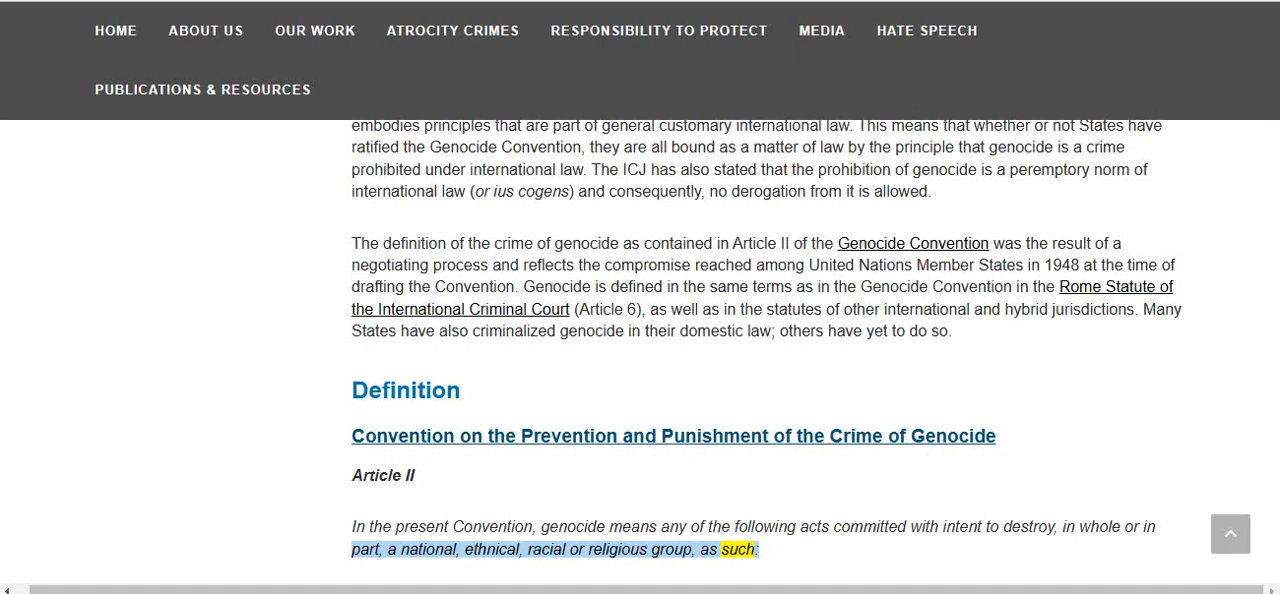 HOME ABOUT US OUR WORK ATROCITY CRIMES RESPONSIBILITY TO PROTECT MEDIA HATE SPEECH
PUBLICATIONS & RESOURCES
embodies principles that are part of general customary international law. This means that whether or not States have
ratified the Genocide Convention, they are all bound as a matter of law by the principle that genocide is a crime
prohibited under international law. The ICJ has also stated that the prohibition of genocide is a peremptory norm of
international law (or ius cogens) and consequently, no derogation from it is allowed.
The definition of the crime of genocide as contained in Article II of the Genocide Convention was the result of a
negotiating process and reflects the compromise reached among United Nations Member States in 1948 at the time of
drafting the Convention. Genocide is defined in the same terms as in the Genocide Convention in the Rome Statute of
the International Criminal Court (Article 6), as well as in the statutes of other international and hybrid jurisdictions. Many
States have also criminalized genocide in their domestic law; others have yet to do so.
Definition
Convention on the Prevention and Punishment of the Crime of Genocide
Article II
In the present Convention, genocide means any of the following acts committed with intent to destroy, in whole or in
part, a national, ethnical, racial or religious group, as such: